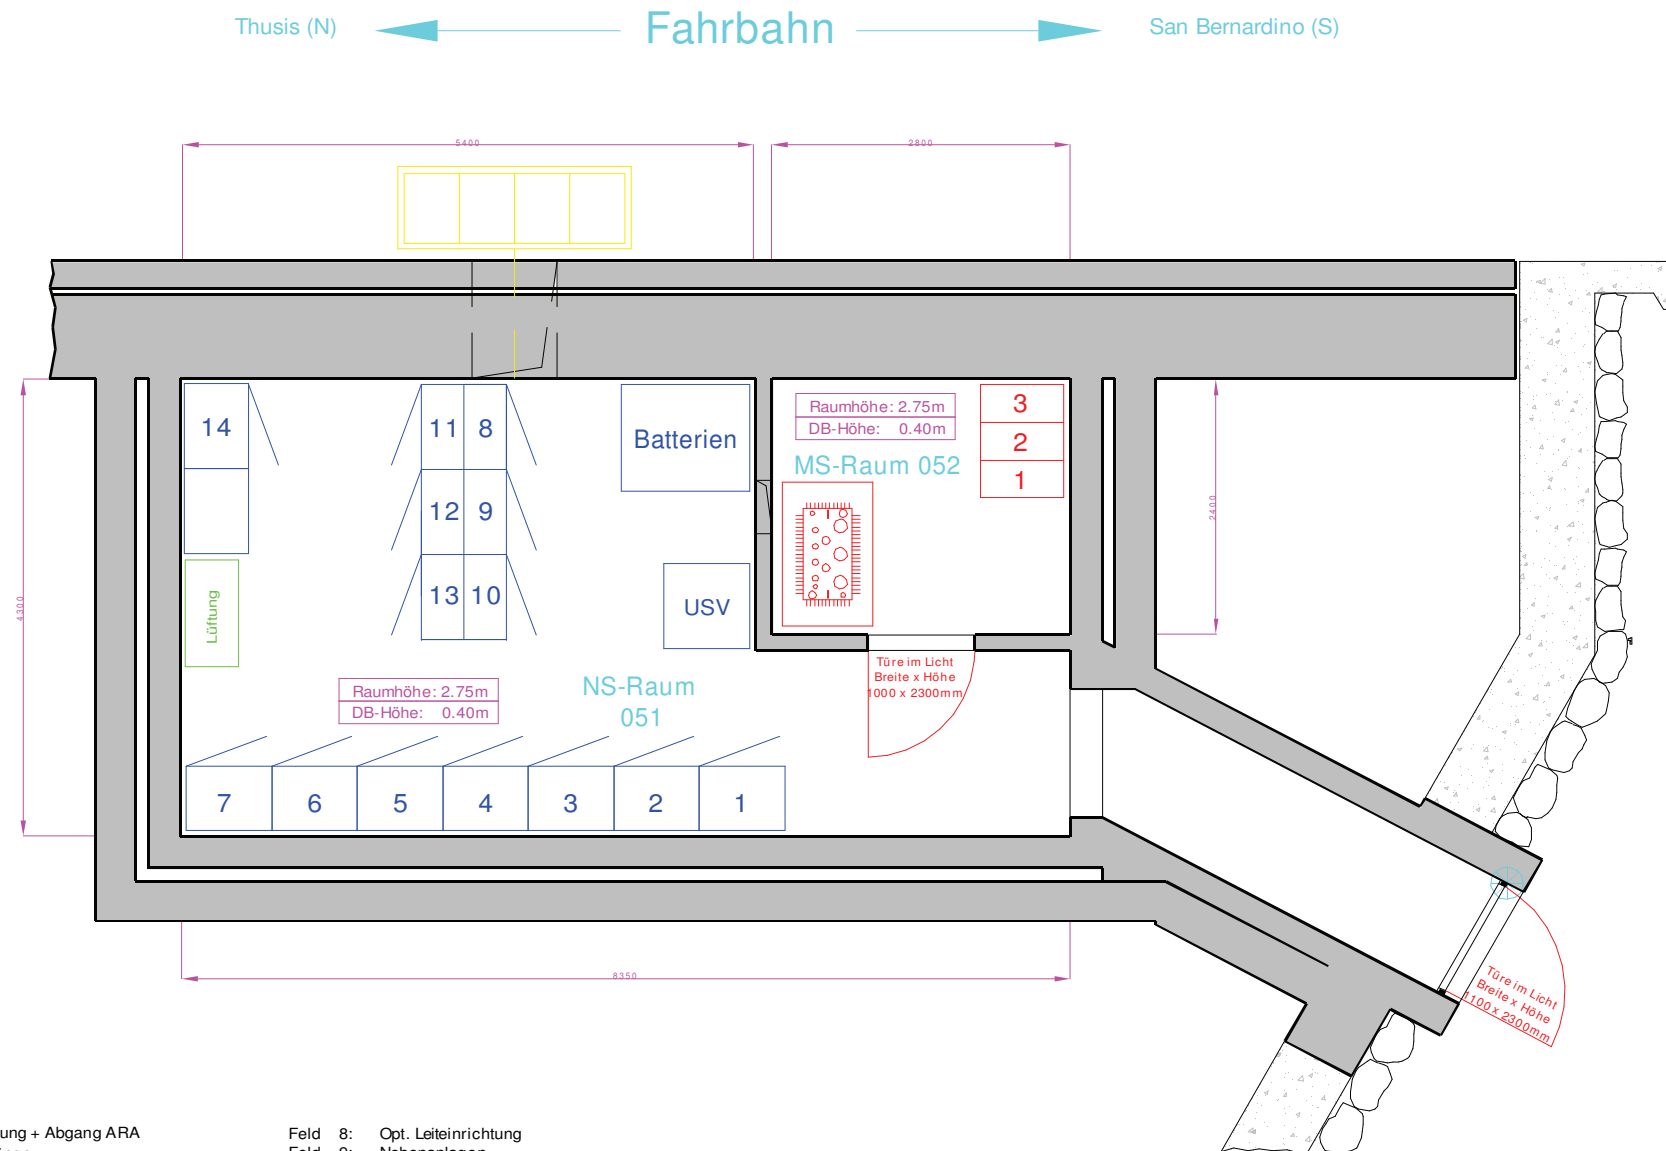 Thusis (N)
Fahrbahn
San Bernardino (S)
5400
2800
14
11 8
12 9
13 10
Batterien
USV
Lüftung
Raumhöhe: 2.75m
DB-Höhe: 0.40m
MS-Raum 052
3
2
1
2400
4300
Türe im Licht
Breite x Höhe
1000 x 2300mm
Raumhöhe: 2.75m
DB-Höhe: 0.40m
NS-Raum
051
7 6 5 4 3 2 1
8350
Türe im Licht
Breite x Höhe
1100 x 2300mm
ung + Abgang ARA
Feld 8: Opt. Leiteinrichtung
Feld 9: Nebenanlagen